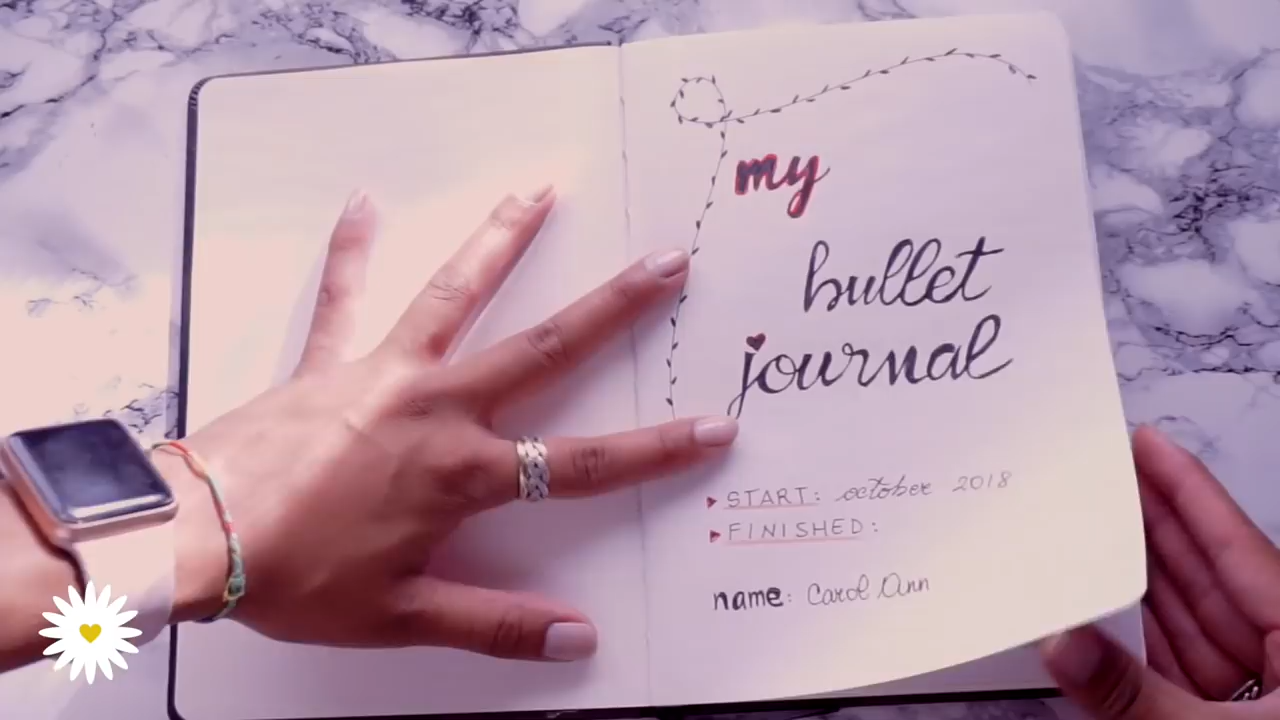 my
bullet
journal
START: october 2018
FINISHED:
name: Carol Ann